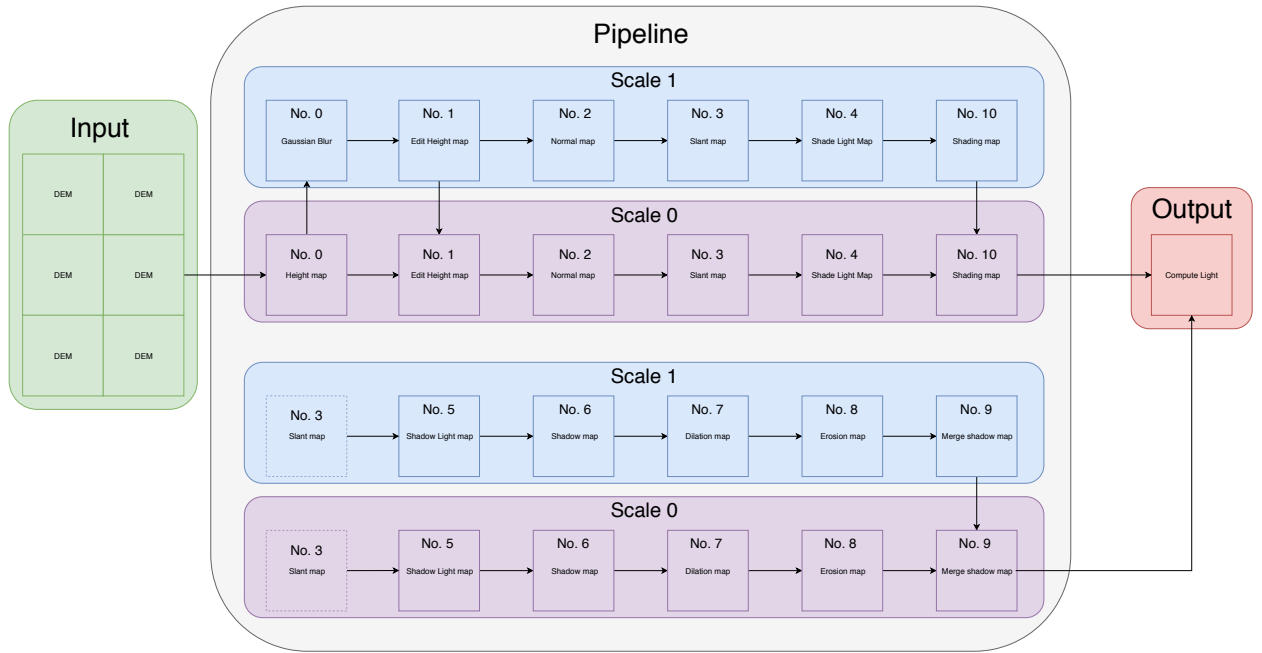 Pipeline
Input
DEM DEM
DEM DEM
DEM DEM
Scale 1
No. 0
Gaussian Blur
No. 1
Edit Height map
No. 2
Normal map
No. 3
Slant map
No. 4
Shade Light Map
No. 10
Shading map
Scale 0
No. 0
Height map
No. 1
Edit Height map
No. 2
Normal map
No. 3
Slant map
No. 4
Shade Light Map
No. 10
Shading map
Scale 1
No. 3
Slant map
No. 5
Shadow Light map
No. 6
Shadow map
No. 7
Dilation map
No. 8
Erosion map
No. 9
Merge shadow map
Scale 0
No. 3
Slant map
No. 5
Shadow Light map
No. 6
Shadow map
No. 7
Dilation map
No. 8
Erosion map
No. 9
Merge shadow map
Output
Compute Light